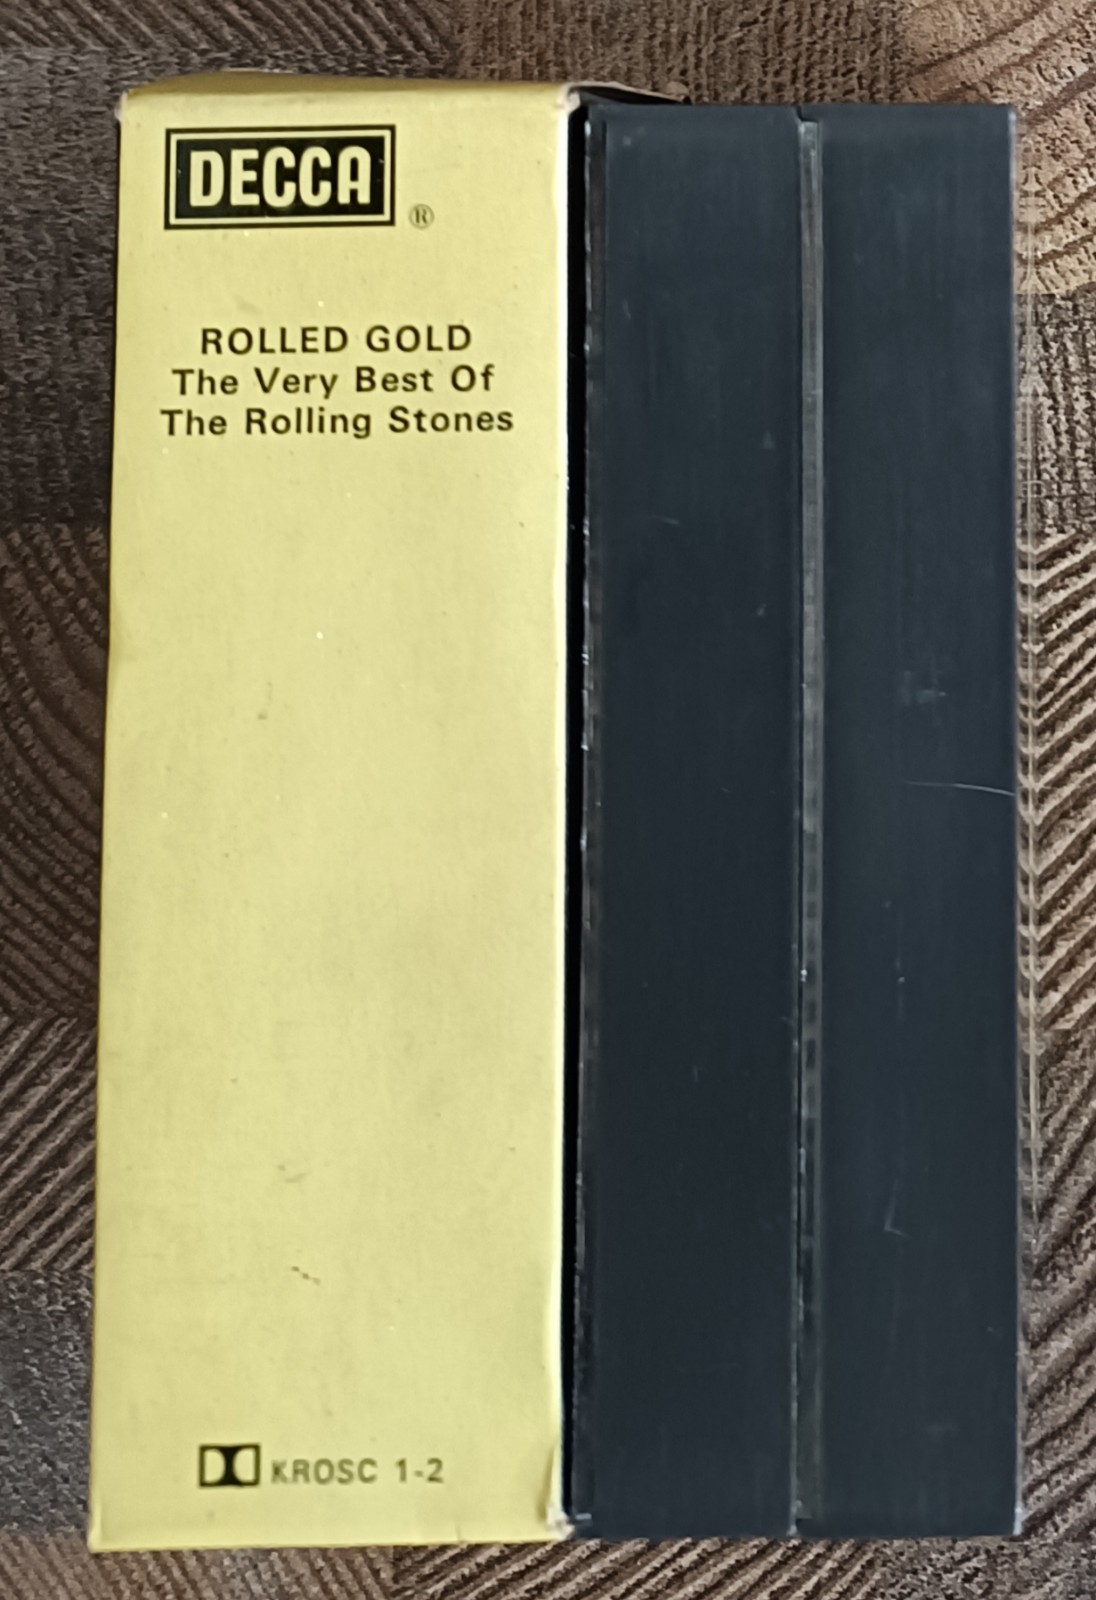 DECCA ®
ROLLED GOLD
The Very Best Of
The Rolling Stones
KROSC 1-2